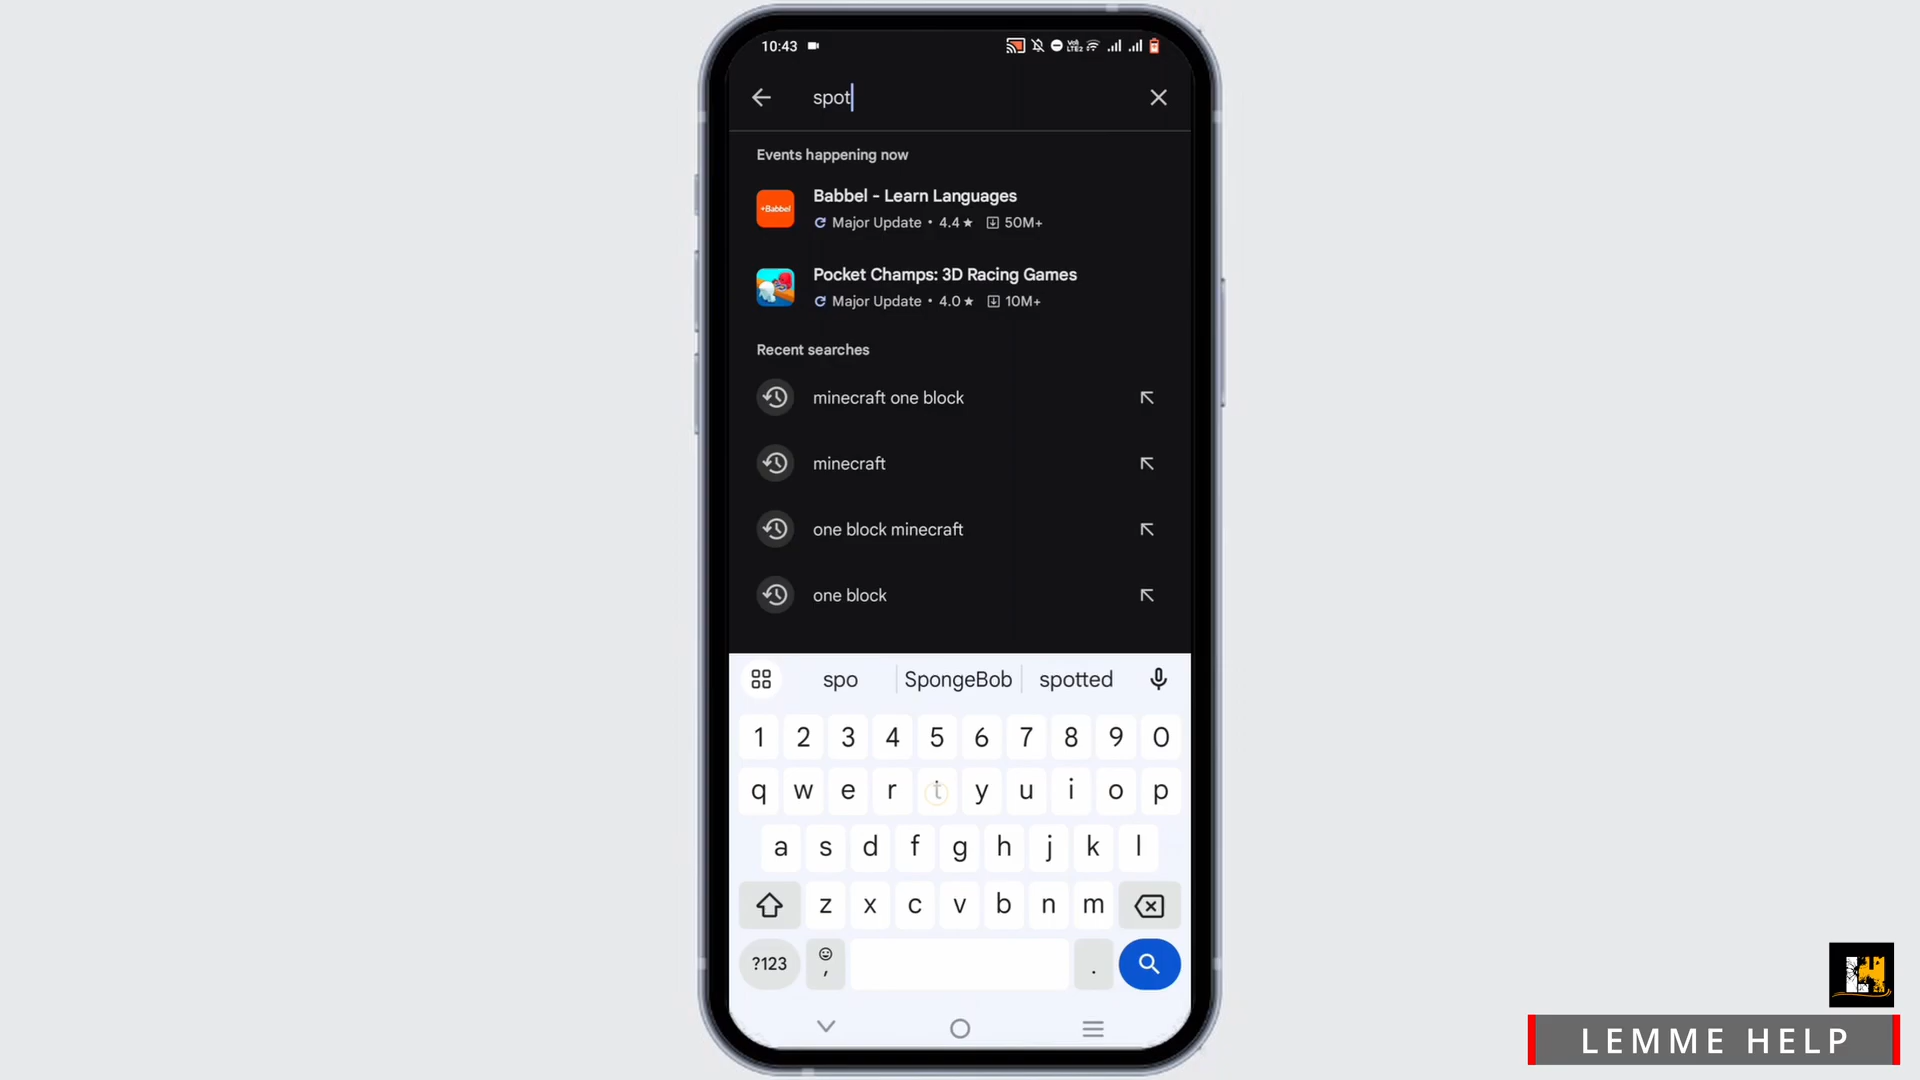 10:43
spot
Events happening now
Babbel - Learn Languages
Major Update • 4.4 ★ 50M+
Pocket Champs: 3D Racing Games
Major Update • 4.0 ★ 10M+
Recent searches
minecraft one block
minecraft
one block minecraft
one block
spo SpongeBob spotted
1 2 3 4 5 6 7 8 9 0
q w e r t y u i o p
a s d f g h j k l
z x c v b n m
?123 , .
LEMME HELP